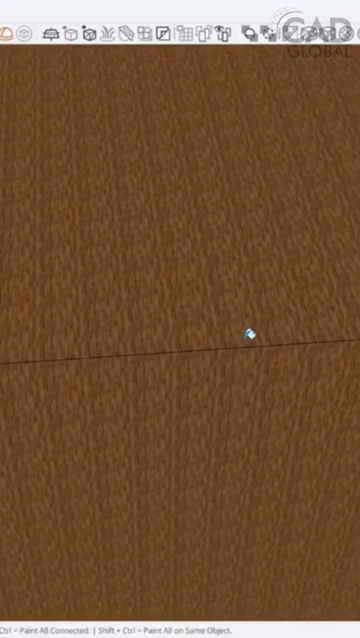 CAD
GLOBAL
Ctrl = Paint All Connected. | Shift + Ctrl = Paint All on Same Object.